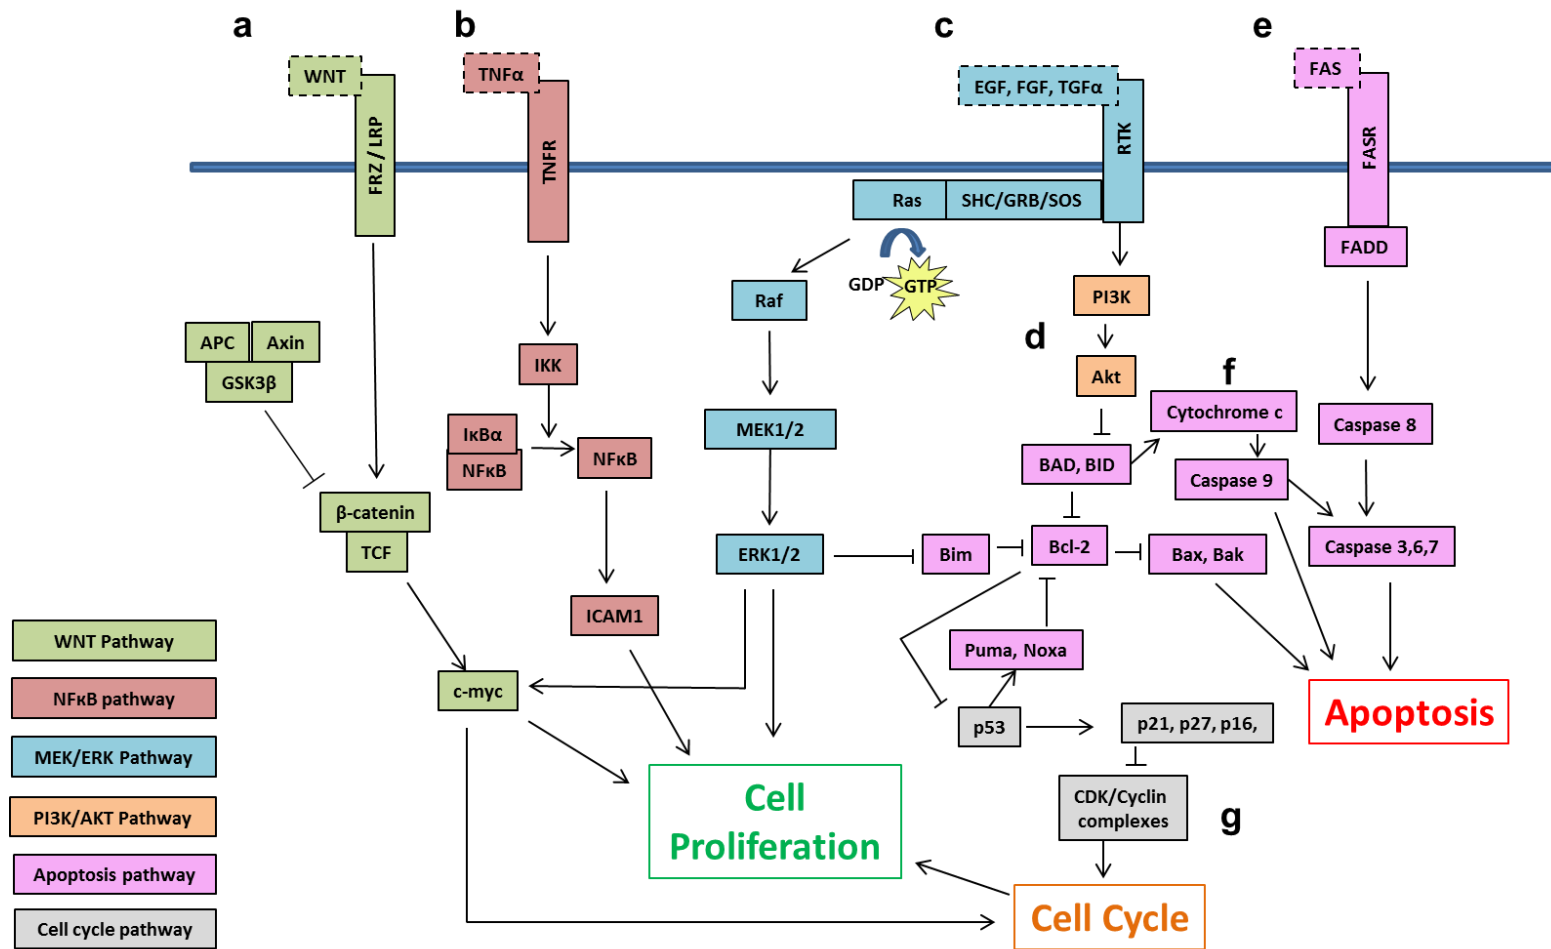 a
b
c
e
WNT
TNFα
EGF, FGF, TGFα
FAS
FRZ / LRP
TNFR
RTK
FASR
Ras
SHC/GRB/SOS
FADD
GDP
GTP
Raf
PI3K
APC
Axin
GSK3β
IKK
d
Akt
f
Cytochrome c
Caspase 8
IκBα
NFκB
NFκB
MEK1/2
BAD, BID
Caspase 9
β-catenin
TCF
ERK1/2
Bim
Bcl-2
Bax, Bak
Caspase 3,6,7
ICAM1
Puma, Noxa
c-myc
p53
p21, p27, p16,
Apoptosis
CDK/Cyclin
complexes
g
Cell
Proliferation
Cell Cycle
WNT Pathway
NFκB pathway
MEK/ERK Pathway
PI3K/AKT Pathway
Apoptosis pathway
Cell cycle pathway